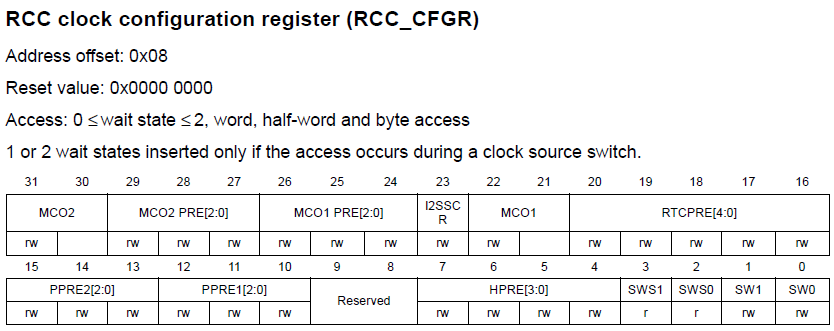 RCC clock configuration register (RCC_CFGR)
Address offset: 0x08
Reset value: 0x0000 0000
Access: 0 ≤ wait state ≤ 2, word, half-word and byte access
1 or 2 wait states inserted only if the access occurs during a clock source switch.
31 30 29 28 27 26 25 24 23 22 21 20 19 18 17 16
MCO2 MCO2 PRE[2:0] MCO1 PRE[2:0] I2SSC R MCO1 RTCPRE[4:0]
rw rw rw rw rw rw rw rw rw rw rw rw rw rw
15 14 13 12 11 10 9 8 7 6 5 4 3 2 1 0
PPRE2[2:0] PPRE1[2:0] Reserved HPRE[3:0] SWS1 SWS0 SW1 SW0
rw rw rw rw rw rw rw rw rw rw r r rw rw